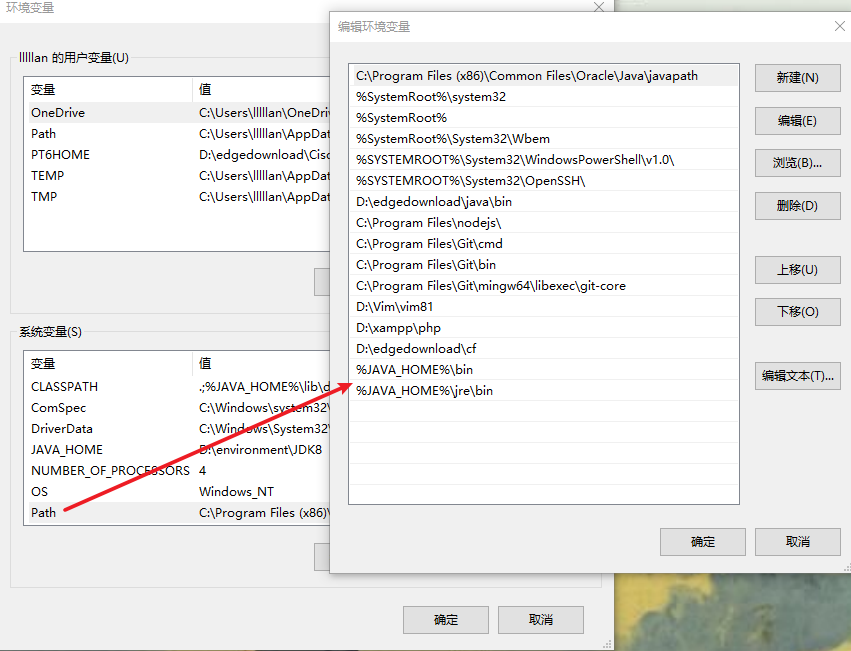 环境变量
lllllan 的用户变量(U)
变量 值
OneDrive C:\Users\lllllan\OneDri
Path C:\Users\lllllan\AppDat
PT6HOME D:\edgedownload\Cisc
TEMP C:\Users\lllllan\AppDat
TMP C:\Users\lllllan\AppDat
系统变量(S)
变量 值
CLASSPATH .;%JAVA_HOME%\lib\d
ComSpec C:\Windows\system32\
DriverData C:\Windows\System32\
JAVA_HOME D:\environment\JDK8
NUMBER_OF_PROCESSORS 4
OS Windows_NT
Path C:\Program Files (x86)\
确定 取消
编辑环境变量
C:\Program Files (x86)\Common Files\Oracle\Java\javapath
%SystemRoot%\system32
%SystemRoot%
%SystemRoot%\System32\Wbem
%SYSTEMROOT%\System32\WindowsPowerShell\v1.0\
%SYSTEMROOT%\System32\OpenSSH\
D:\edgedownload\java\bin
C:\Program Files\nodejs\
C:\Program Files\Git\cmd
C:\Program Files\Git\bin
C:\Program Files\Git\mingw64\libexec\git-core
D:\Vim\vim81
D:\xampp\php
D:\edgedownload\cf
%JAVA_HOME%\bin
%JAVA_HOME%\jre\bin
新建(N)
编辑(E)
浏览(B)...
删除(D)
上移(U)
下移(O)
编辑文本(T)...
确定 取消